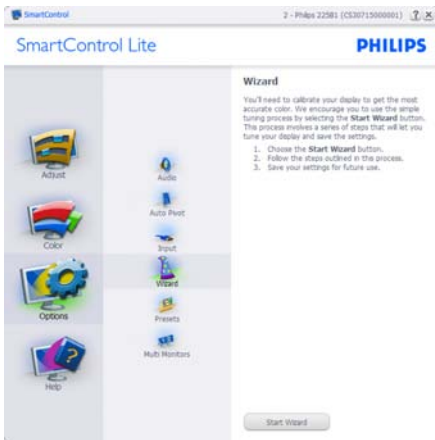 SmartControl
2 - Philips 225B1 (CS30715000001)
SmartControl Lite
PHILIPS
Adjust
Color
Options
Help
Audio
Auto Pivot
Input
Wizard
Presets
Multi Monitors
Wizard
You'll need to calibrate your display to get the most
accurate color. We encourage you to use the simple
tuning process by selecting the Start Wizard button.
This process involves a series of steps that will let you
tune your display and save the settings.
1. Choose the Start Wizard button.
2. Follow the steps outlined in this process.
3. Save your settings for future use.
Start Wizard